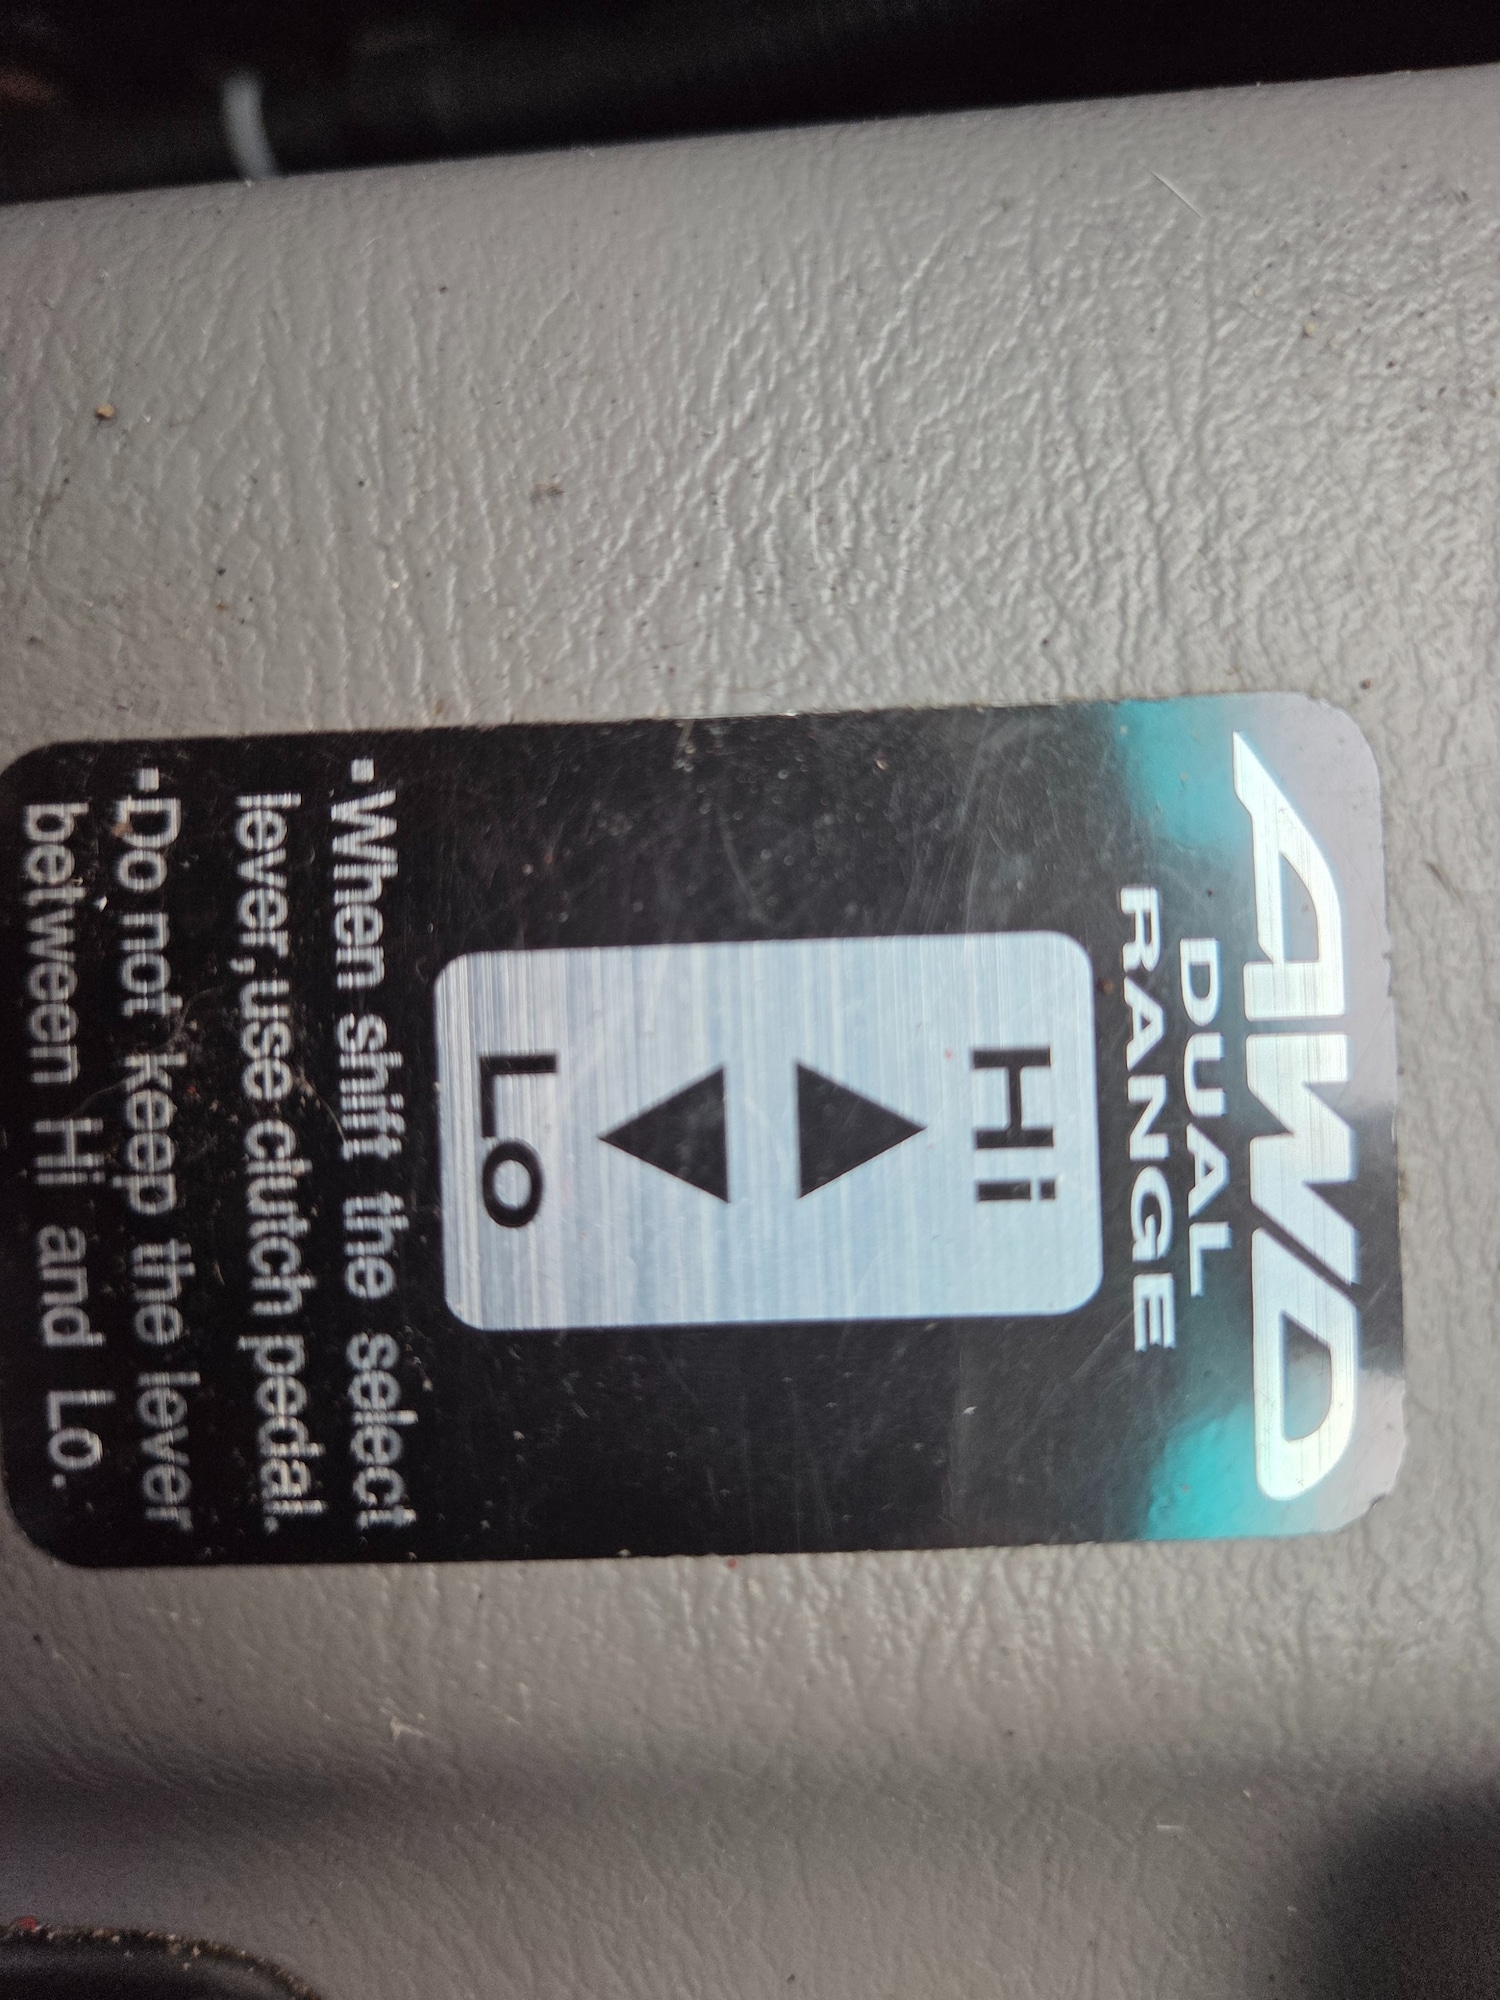 AWD
DUAL
RANGE
Hi
Lo
▪When shift the select
lever,use clutch pedal.
▪Do not keep the lever
between Hi and Lo.